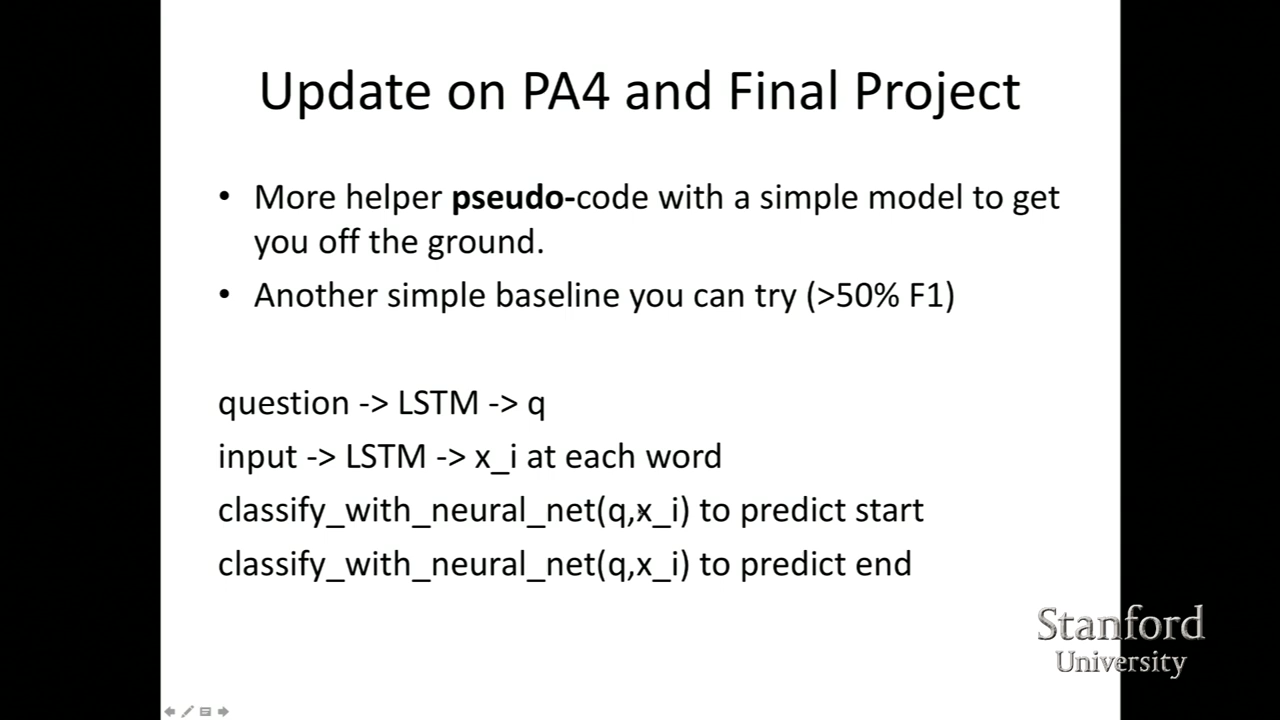 Update on PA4 and Final Project
• More helper pseudo-code with a simple model to get
you off the ground.
• Another simple baseline you can try (>50% F1)
question -> LSTM -> q
input -> LSTM -> x_i at each word
classify_with_neural_net(q,x_i) to predict start
classify_with_neural_net(q,x_i) to predict end
Stanford
University